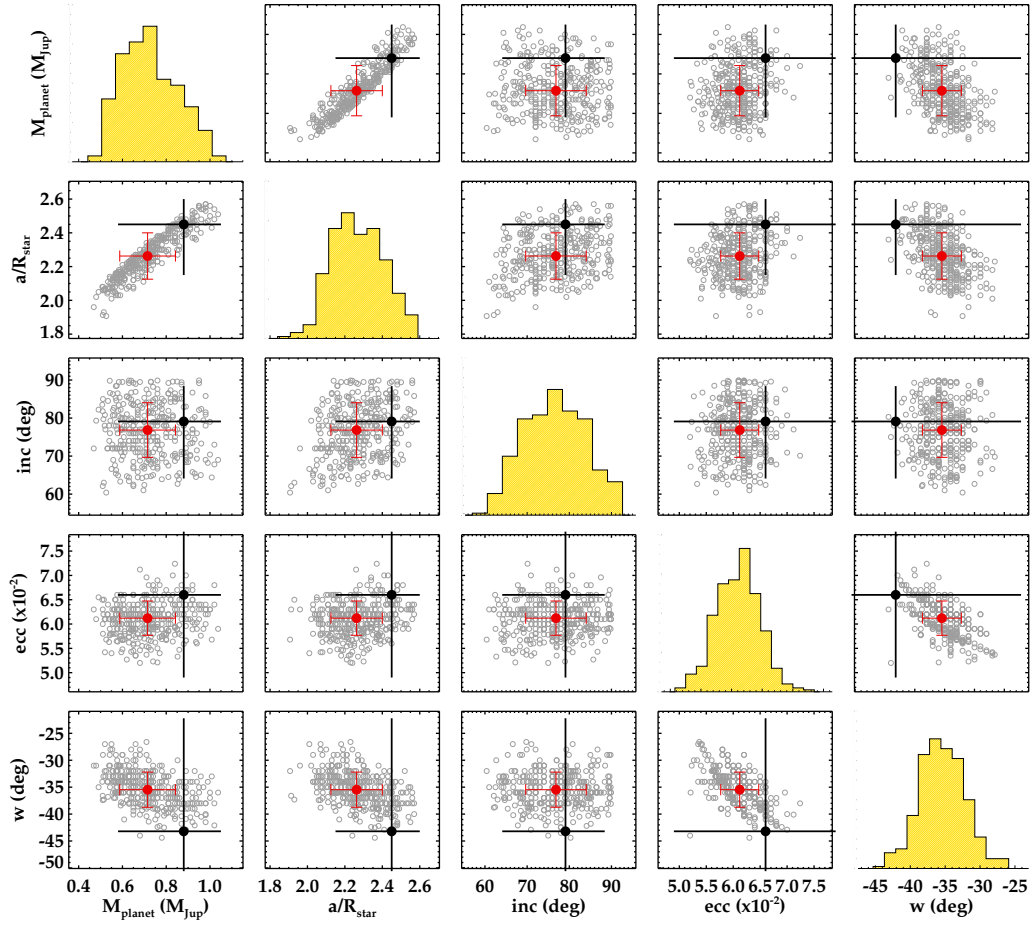 M_planet (M_Jup)
2.6
2.4
2.2
2.0
1.8
a/R_star
90
80
70
60
inc (deg)
7.5
7.0
6.5
6.0
5.5
5.0
ecc (x10^-2)
-25
-30
-35
-40
-45
-50
w (deg)
0.4 0.6 0.8 1.0
1.8 2.0 2.2 2.4 2.6
60 70 80 90
5.0 5.5 6.0 6.5 7.0 7.5
-45 -35 -25
M_planet (M_Jup)
a/R_star
inc (deg)
ecc (x10^-2)
w (deg)